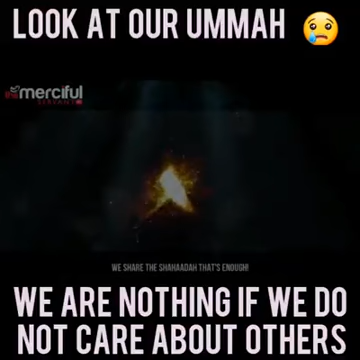 LOOK AT OUR UMMAH 😢
merciful
SERVANT
WE SHARE THE SHAHAADAH THAT'S ENOUGH!
WE ARE NOTHING IF WE DO
NOT CARE ABOUT OTHERS